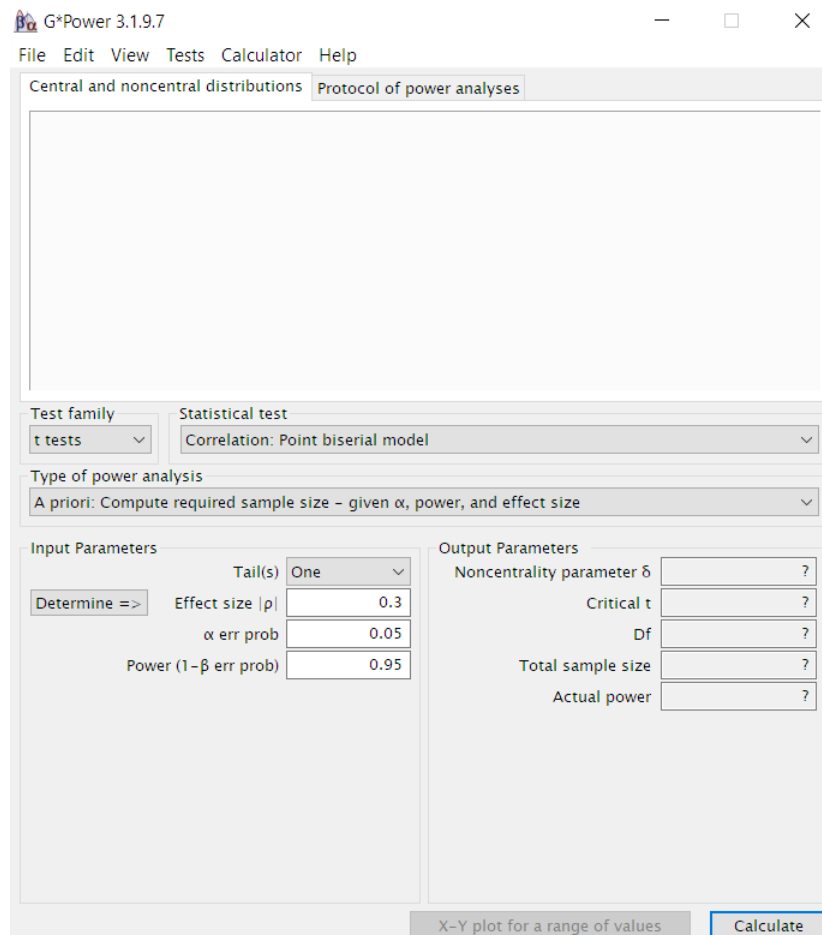 G*Power 3.1.9.7
File Edit View Tests Calculator Help
Central and noncentral distributions Protocol of power analyses
Test family Statistical test
t tests Correlation: Point biserial model
Type of power analysis
A priori: Compute required sample size – given α, power, and effect size
Input Parameters Output Parameters
Tail(s) One Noncentrality parameter δ ?
Determine => Effect size |ρ| 0.3 Critical t ?
α err prob 0.05 Df ?
Power (1-β err prob) 0.95 Total sample size ?
Actual power ?
X-Y plot for a range of values Calculate